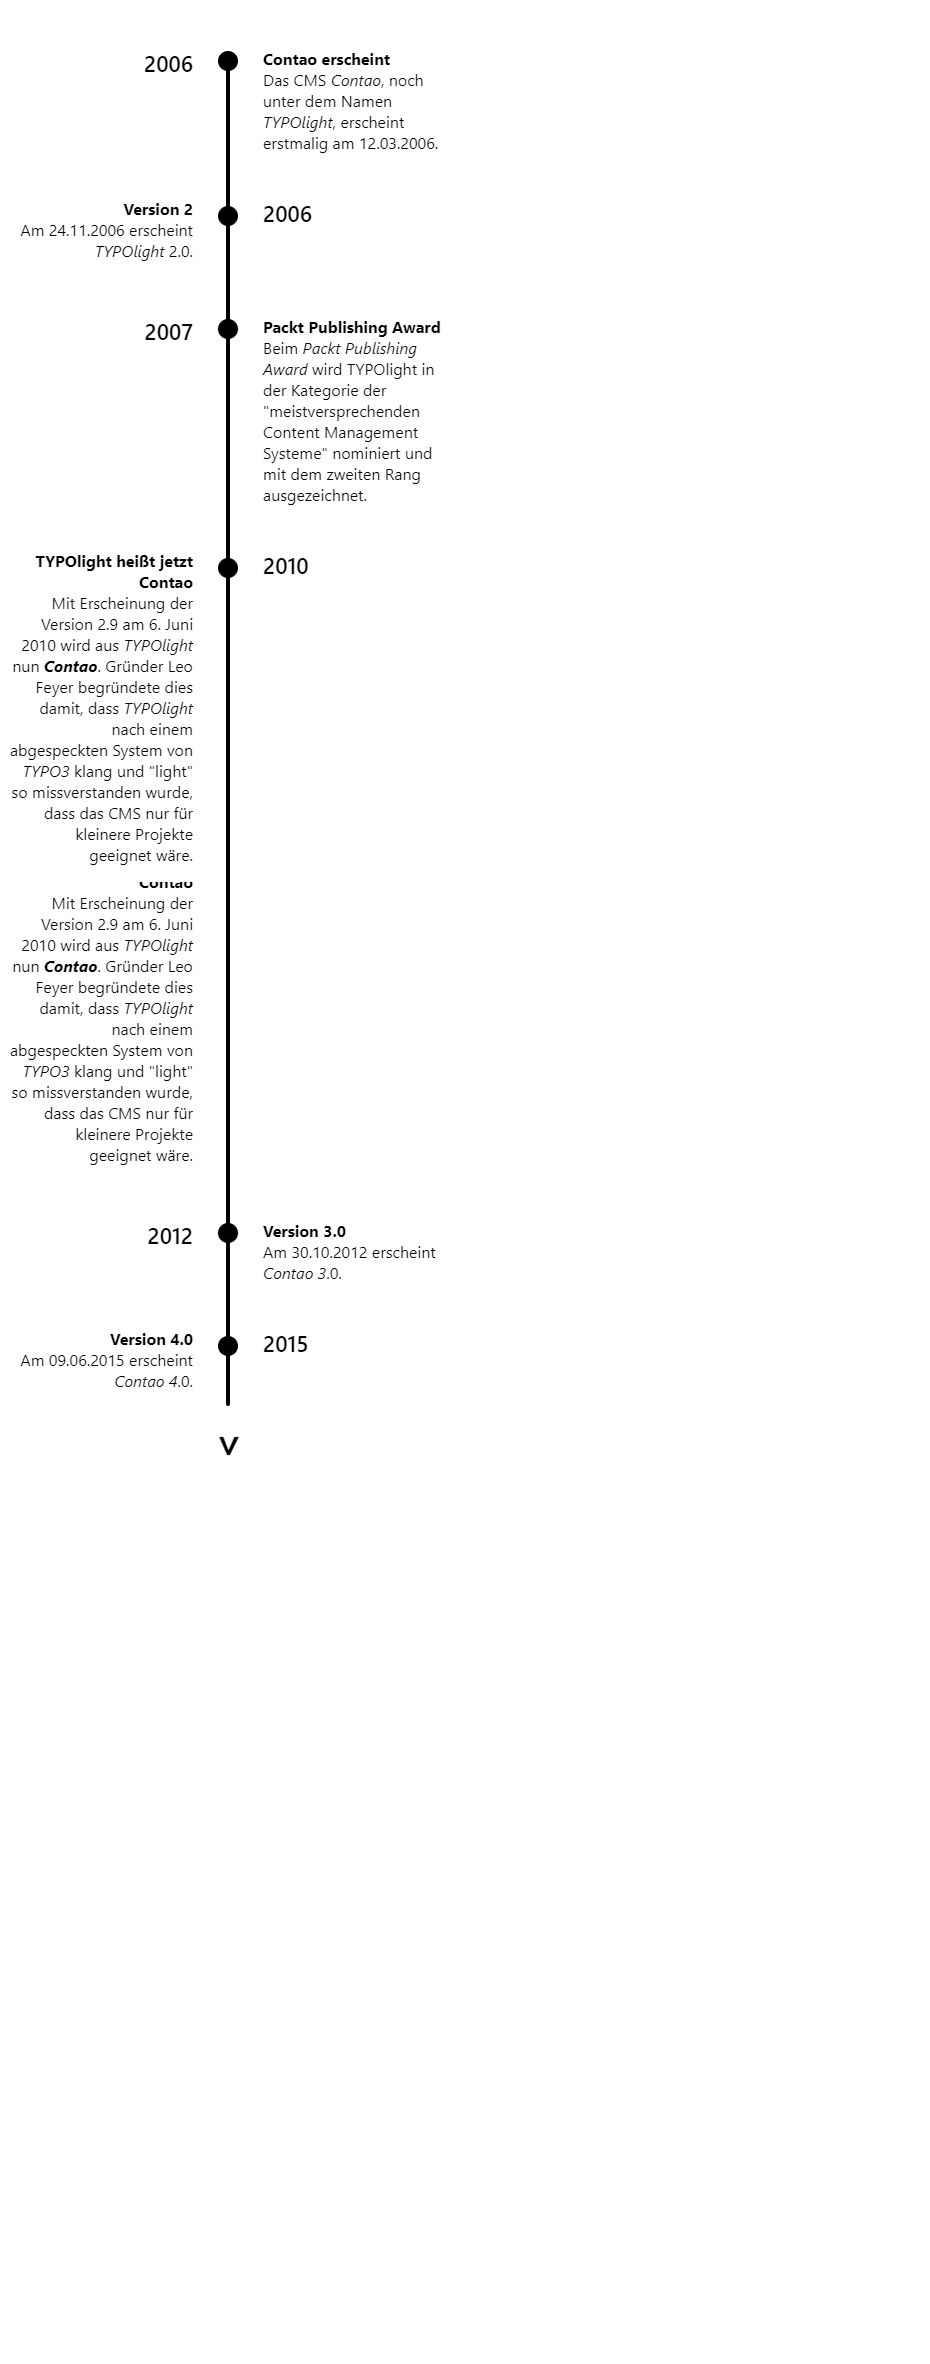 2006
Contao erscheint
Das CMS Contao, noch
unter dem Namen
TYPOlight, erscheint
erstmalig am 12.03.2006.
Version 2
Am 24.11.2006 erscheint
TYPOlight 2.0.
2006
2007
Packt Publishing Award
Beim Packt Publishing
Award wird TYPOlight in
der Kategorie der
"meistversprechenden
Content Management
Systeme" nominiert und
mit dem zweiten Rang
ausgezeichnet.
TYPOlight heißt jetzt
Contao
Mit Erscheinung der
Version 2.9 am 6. Juni
2010 wird aus TYPOlight
nun Contao. Gründer Leo
Feyer begründete dies
damit, dass TYPOlight
nach einem
abgespeckten System von
TYPO3 klang und "light"
so missverstanden wurde,
dass das CMS nur für
kleinere Projekte
geeignet wäre.
2010
Contao
Mit Erscheinung der
Version 2.9 am 6. Juni
2010 wird aus TYPOlight
nun Contao. Gründer Leo
Feyer begründete dies
damit, dass TYPOlight
nach einem
abgespeckten System von
TYPO3 klang und "light"
so missverstanden wurde,
dass das CMS nur für
kleinere Projekte
geeignet wäre.
2012
Version 3.0
Am 30.10.2012 erscheint
Contao 3.0.
Version 4.0
Am 09.06.2015 erscheint
Contao 4.0.
2015
V